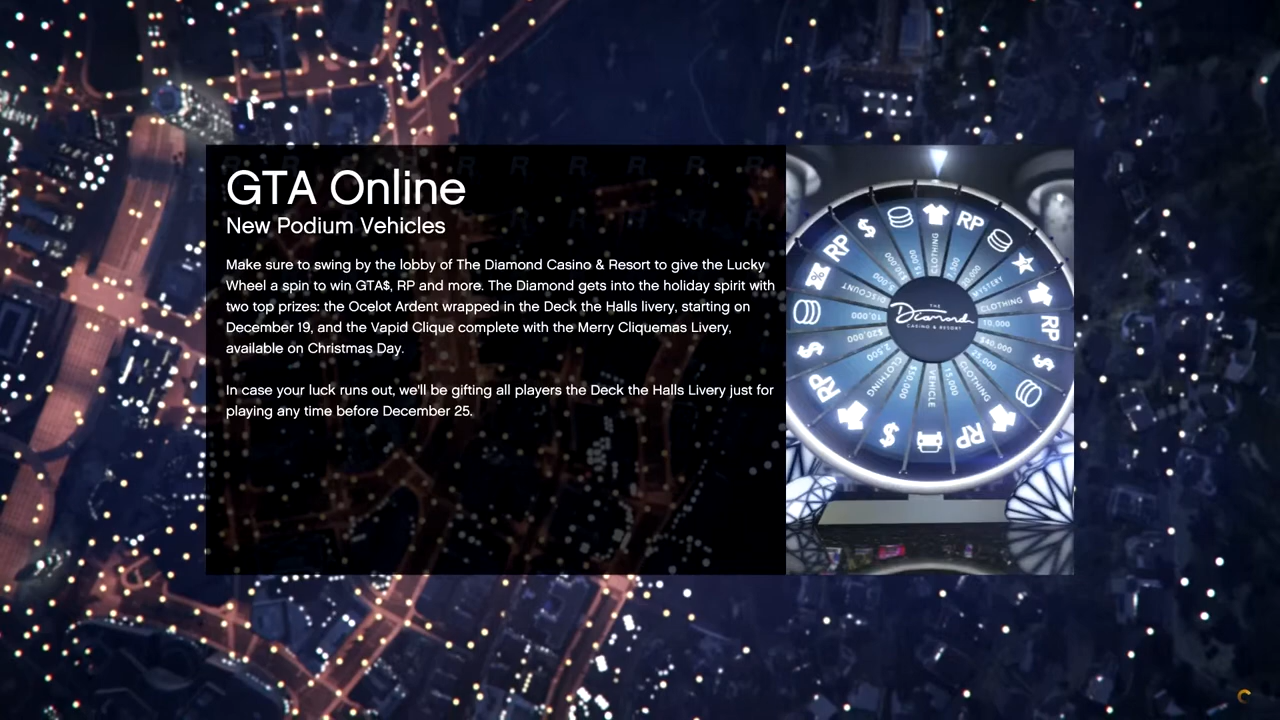 GTA Online
New Podium Vehicles
Make sure to swing by the lobby of The Diamond Casino & Resort to give the Lucky
Wheel a spin to win GTA$, RP and more. The Diamond gets into the holiday spirit with
two top prizes: the Ocelot Ardent wrapped in the Deck the Halls livery, starting on
December 19, and the Vapid Clique complete with the Merry Cliquemas Livery,
available on Christmas Day.
In case your luck runs out, we'll be gifting all players the Deck the Halls Livery just for
playing any time before December 25.
THE
Diamond
CASINO & RESORT
CLOTHING
RP
MYSTERY
CLOTHING
RP
10,000
$
$40,000
25,000
CLOTHING
RP
15,000
VEHICLE
$
$50,000
CLOTHING
RP
2,500
$
$20,000
10,000
%
DISCOUNT
RP
5,000
$